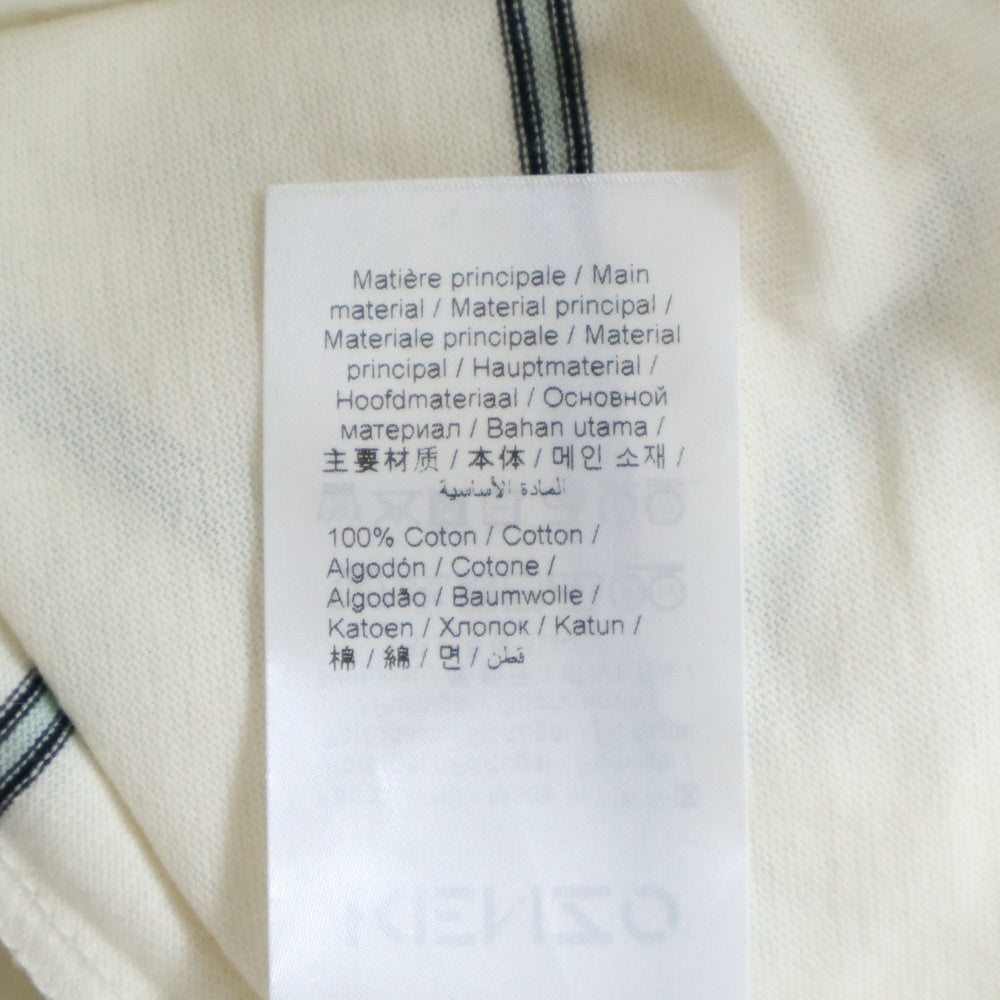 Matière principale / Main
material / Material principal /
Materiale principale / Material
principal / Hauptmaterial /
Hoofdmateriaal / Основной
материал / Bahan utama /
主要材质 / 本体 / 메인 소재 /
المادة الأساسية
100% Coton / Cotton /
Algodón / Cotone /
Algodão / Baumwolle /
Katoen / Хлопок / Katun /
棉 / 綿 / 면 / قطن
KENZO